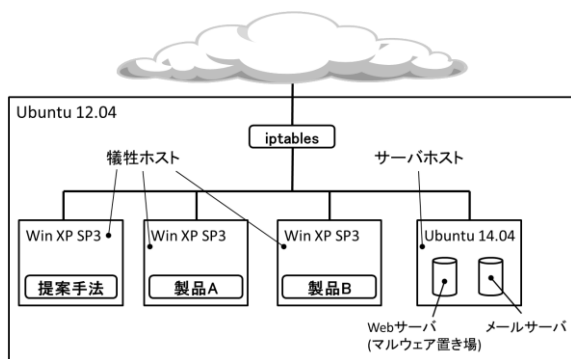 Ubuntu 12.04
iptables
犠牲ホスト
サーバホスト
Win XP SP3
Win XP SP3
Win XP SP3
Ubuntu 14.04
提案手法
製品A
製品B
Webサーバ
(マルウェア置き場)
メールサーバ